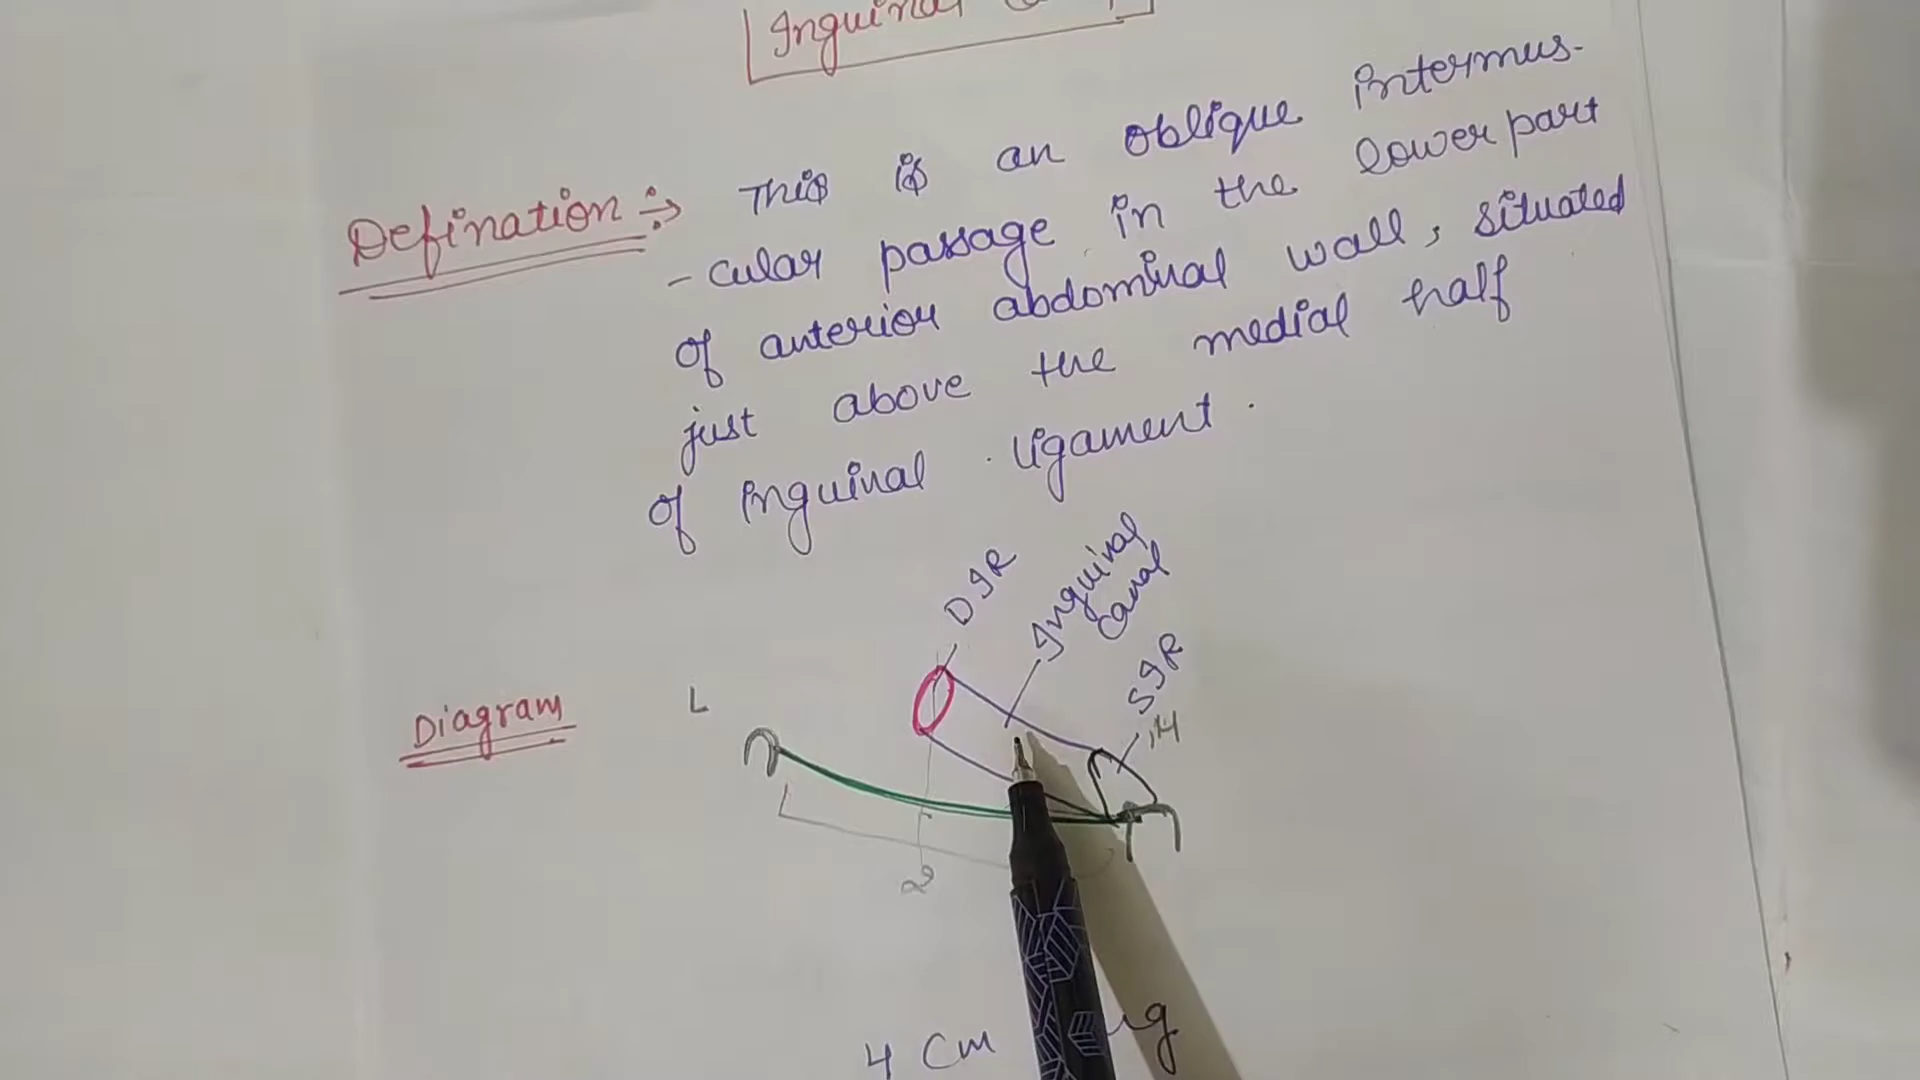 Inguinal
Defination :→ This is an oblique intermus-
-cular passage in the lower part
of anterior abdominal wall, situated
just above the medial half
of inguinal ligament.
DIR
Inguinal
Canal
SIR
Diagram
L
M
4 cm